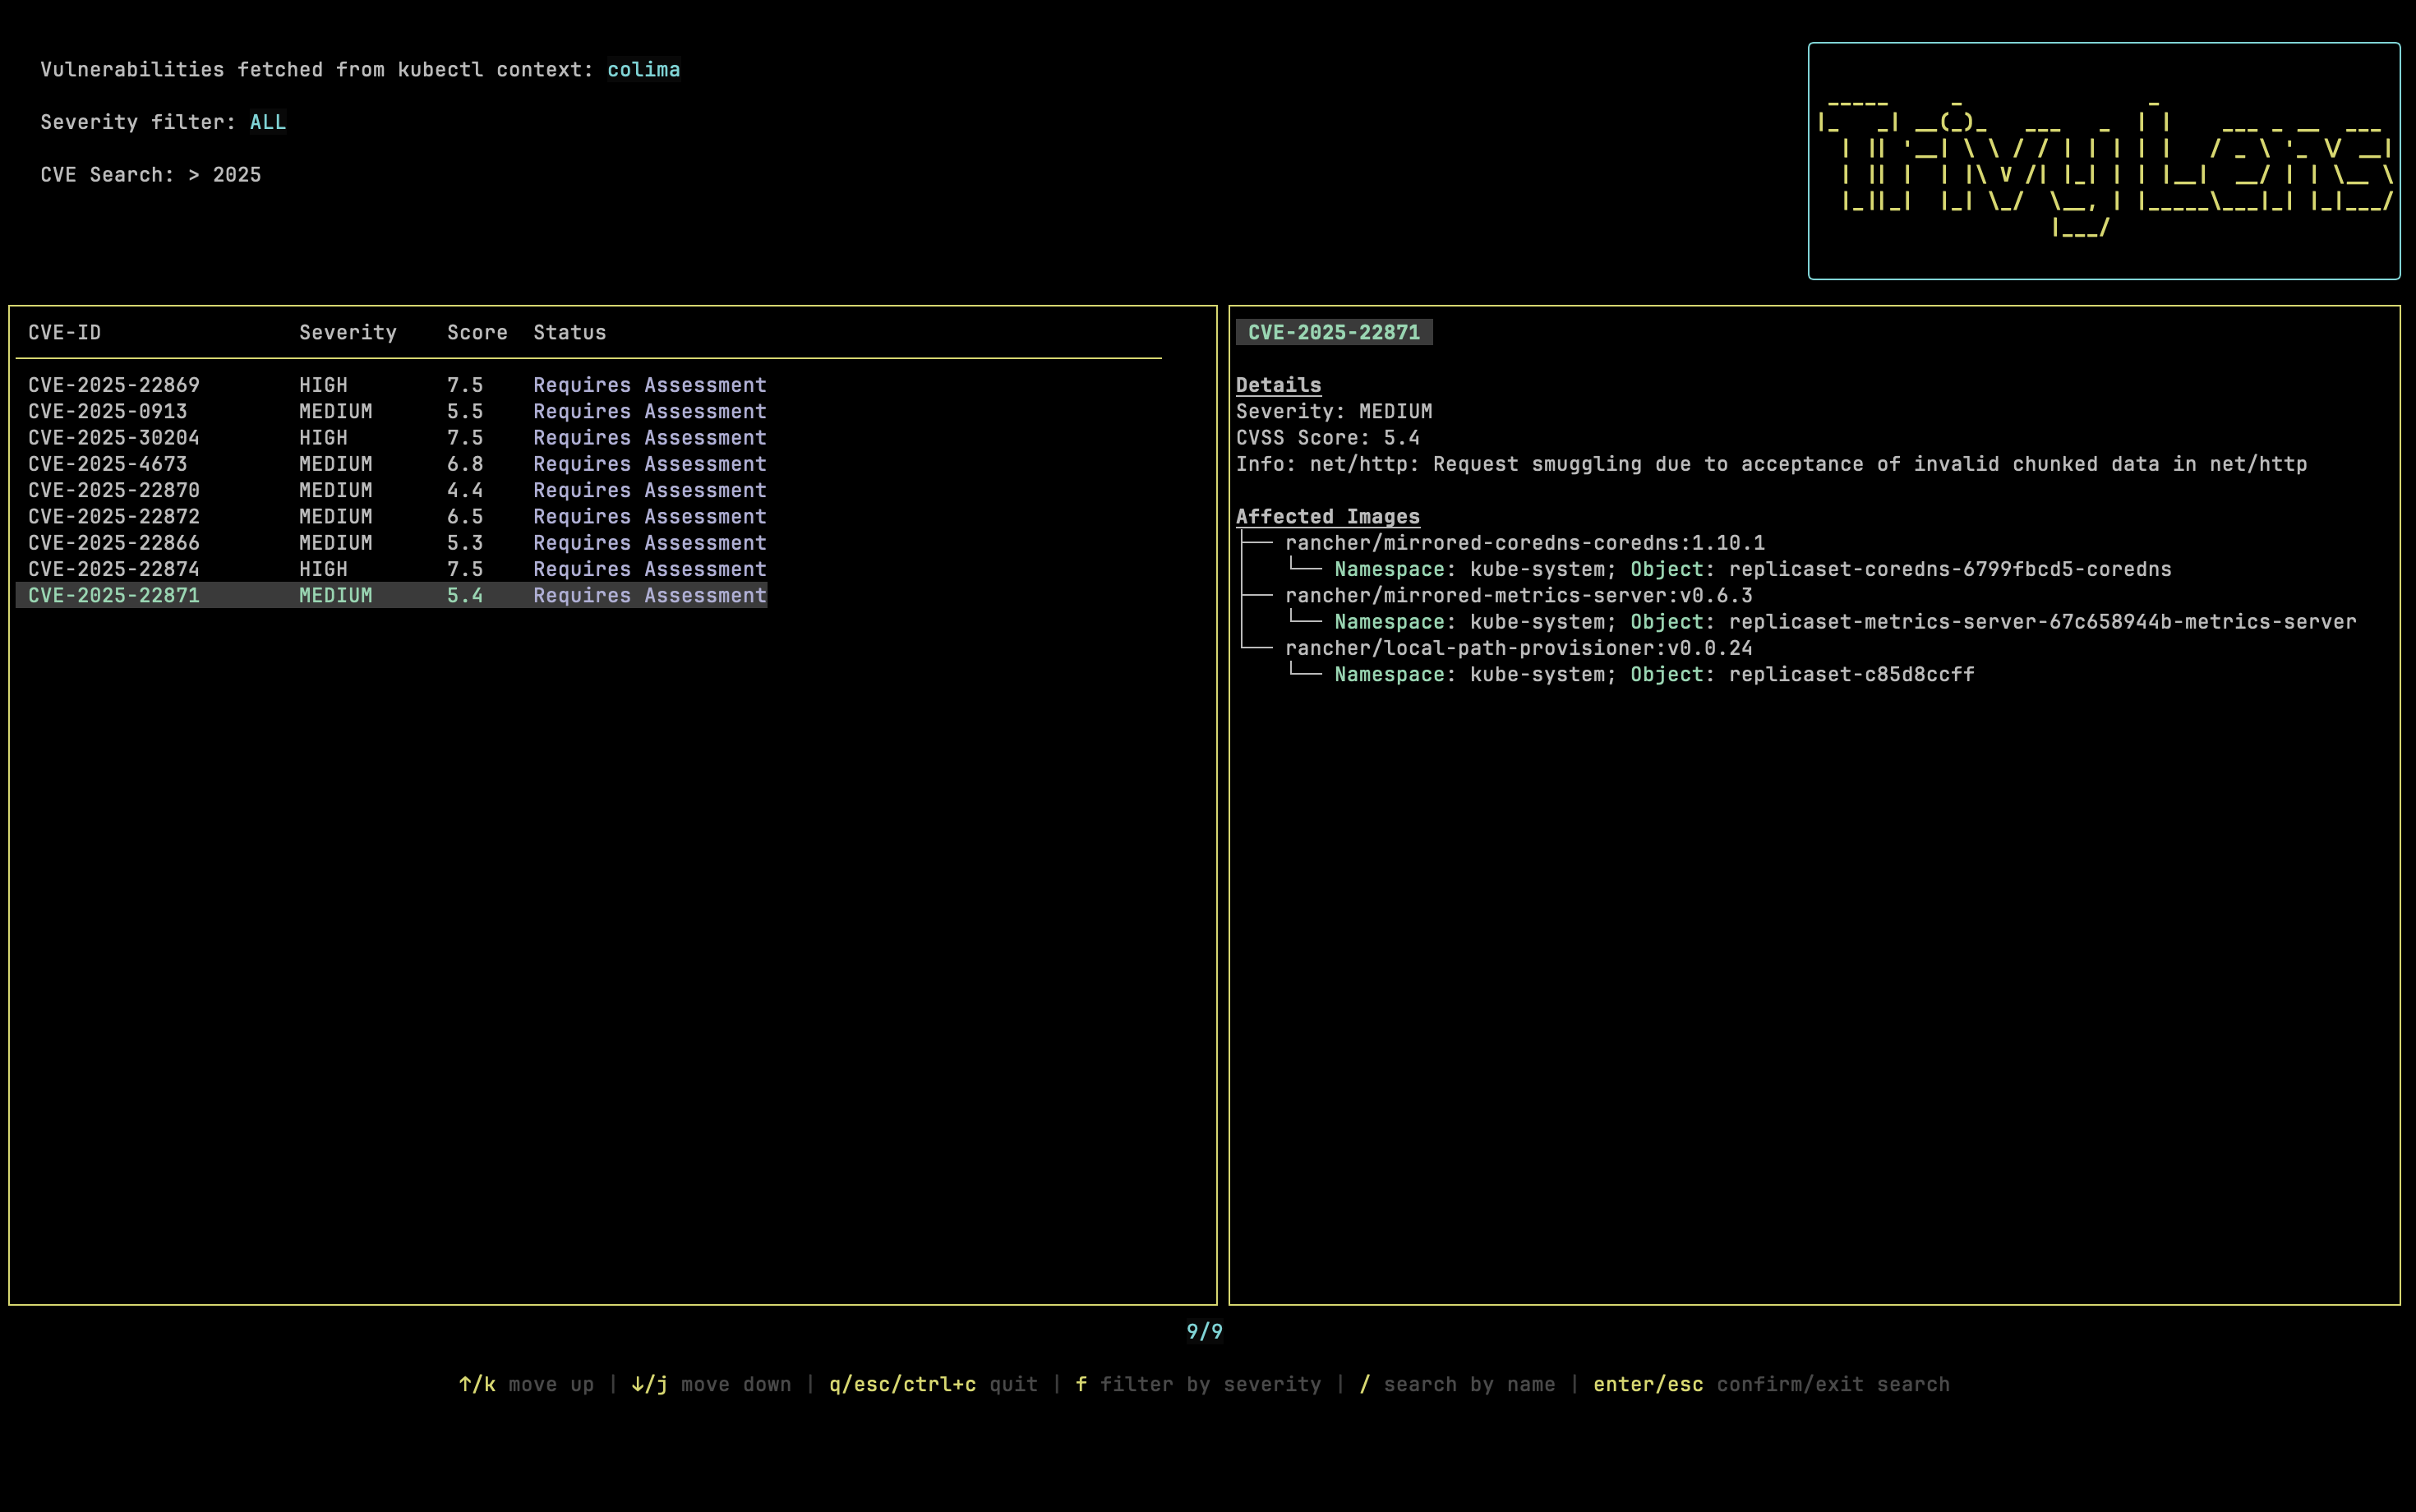 Vulnerabilities fetched from kubectl context: colima
Severity filter: ALL
CVE Search: > 2025
TrivyLens
CVE-ID Severity Score Status
CVE-2025-22869 HIGH 7.5 Requires Assessment
CVE-2025-0913 MEDIUM 5.5 Requires Assessment
CVE-2025-30204 HIGH 7.5 Requires Assessment
CVE-2025-4673 MEDIUM 6.8 Requires Assessment
CVE-2025-22870 MEDIUM 4.4 Requires Assessment
CVE-2025-22872 MEDIUM 6.5 Requires Assessment
CVE-2025-22866 MEDIUM 5.3 Requires Assessment
CVE-2025-22874 HIGH 7.5 Requires Assessment
CVE-2025-22871 MEDIUM 5.4 Requires Assessment
CVE-2025-22871
Details
Severity: MEDIUM
CVSS Score: 5.4
Info: net/http: Request smuggling due to acceptance of invalid chunked data in net/http
Affected Images
rancher/mirrored-coredns-coredns:1.10.1
Namespace: kube-system; Object: replicaset-coredns-6799fbcd5-coredns
rancher/mirrored-metrics-server:v0.6.3
Namespace: kube-system; Object: replicaset-metrics-server-67c658944b-metrics-server
rancher/local-path-provisioner:v0.0.24
Namespace: kube-system; Object: replicaset-c85d8ccff
9/9
↑/k move up | ↓/j move down | q/esc/ctrl+c quit | f filter by severity | / search by name | enter/esc confirm/exit search